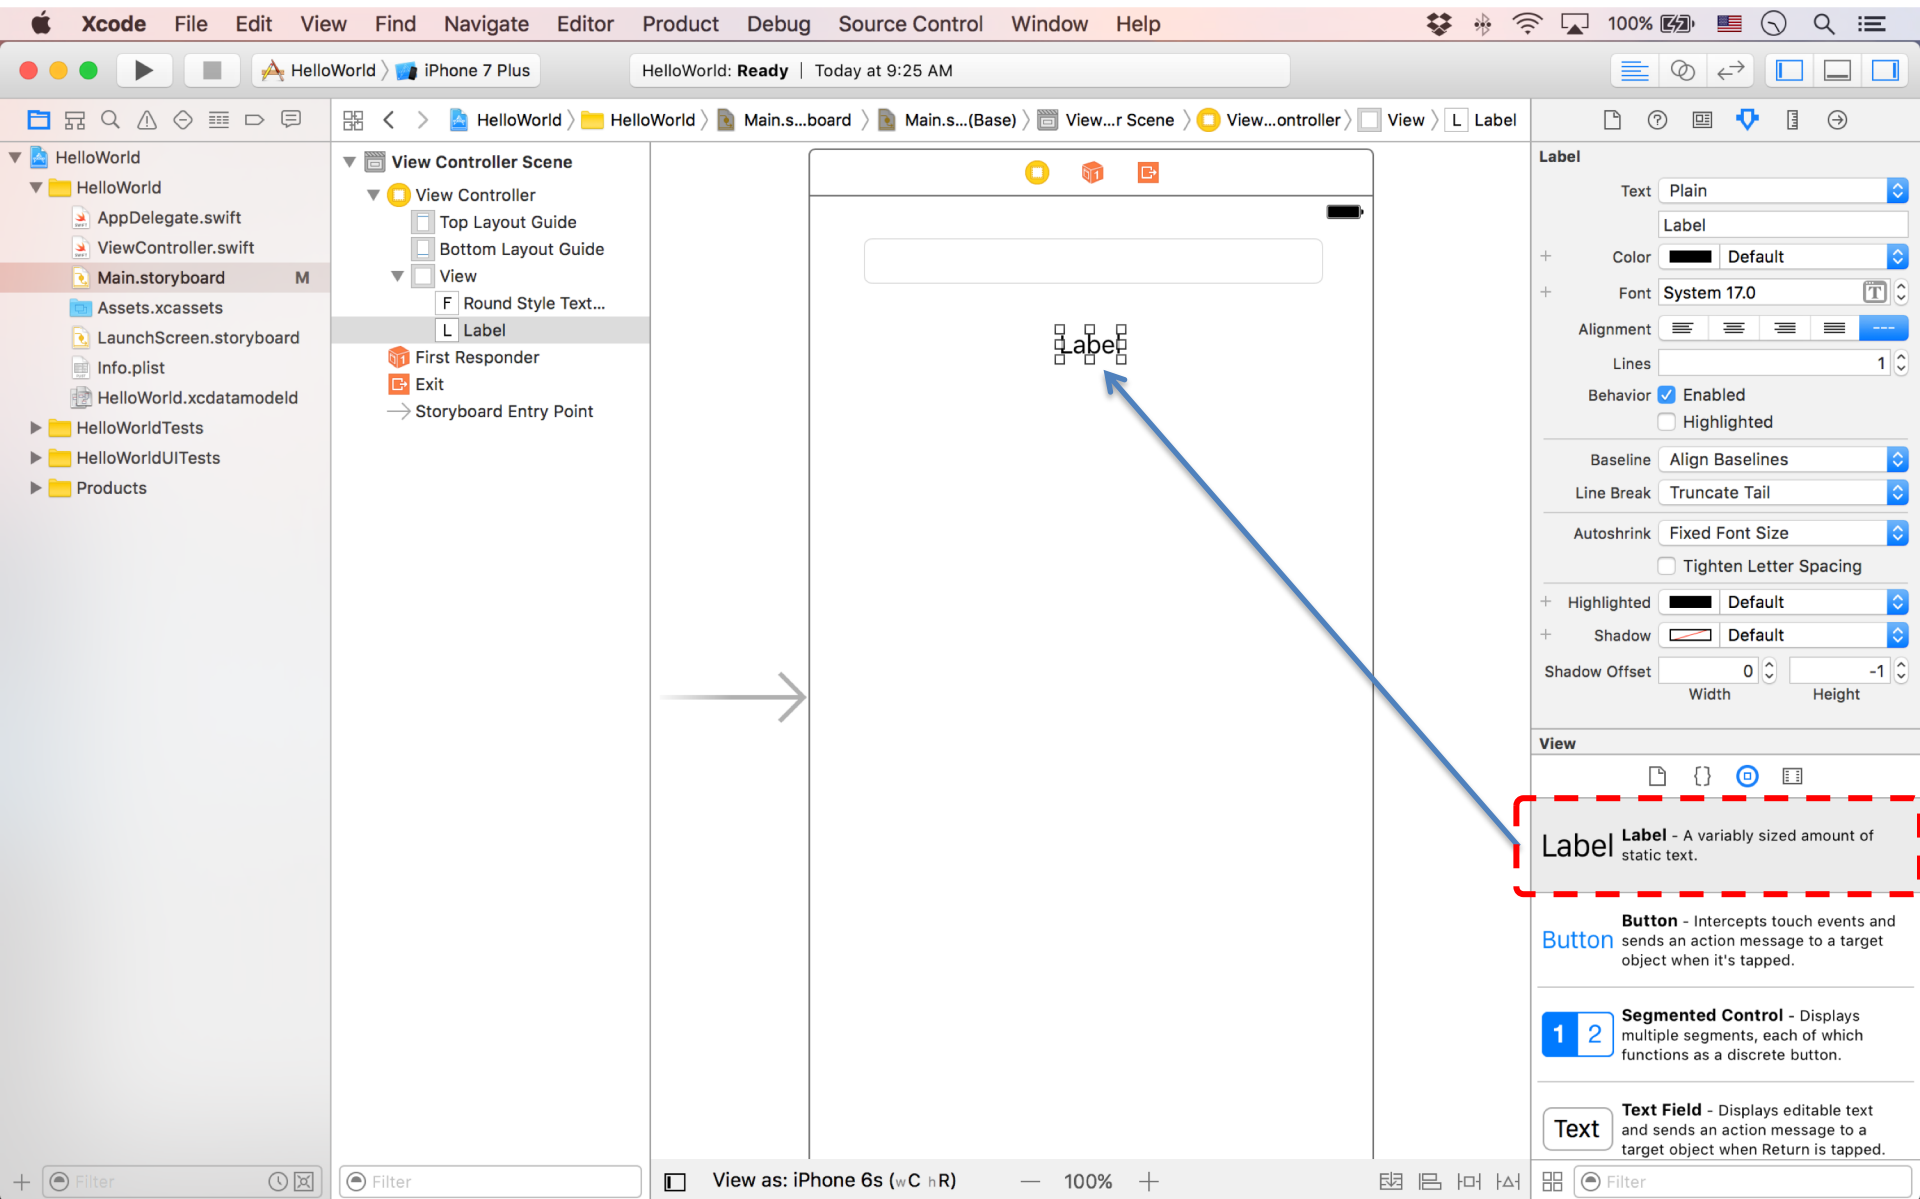 Xcode File Edit View Find Navigate Editor Product Debug Source Control Window Help 100%
HelloWorld iPhone 7 Plus HelloWorld: Ready | Today at 9:25 AM
HelloWorld HelloWorld Main.s...board Main.s...(Base) View...r Scene View...ontroller View L Label
HelloWorld
HelloWorld
AppDelegate.swift
ViewController.swift
Main.storyboard M
Assets.xcassets
LaunchScreen.storyboard
Info.plist
HelloWorld.xcdatamodeld
HelloWorldTests
HelloWorldUITests
Products
Filter
View Controller Scene
View Controller
Top Layout Guide
Bottom Layout Guide
View
F Round Style Text...
L Label
First Responder
Exit
Storyboard Entry Point
Filter
Label
View as: iPhone 6s (wC hR) — 100% +
Label
Text Plain
Label
+ Color Default
+ Font System 17.0 T
Alignment
Lines 1
Behavior Enabled
Highlighted
Baseline Align Baselines
Line Break Truncate Tail
Autoshrink Fixed Font Size
Tighten Letter Spacing
+ Highlighted Default
+ Shadow Default
Shadow Offset 0 -1
Width Height
View
{}
Label Label - A variably sized amount of
static text.
Button Button - Intercepts touch events and
sends an action message to a target
object when it's tapped.
1 2 Segmented Control - Displays
multiple segments, each of which
functions as a discrete button.
Text Text Field - Displays editable text
and sends an action message to a
target object when Return is tapped.
Filter